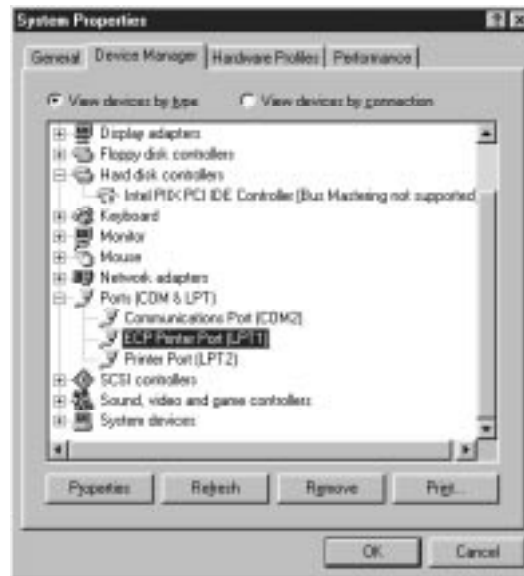 System Properties
General Device Manager Hardware Profiles Performance
View devices by type View devices by connection
Display adapters
Floppy disk controllers
Hard disk controllers
Intel PIIX PCI IDE Controller (Bus Mastering not supported
Keyboard
Monitor
Mouse
Network adapters
Ports (COM & LPT)
Communications Port (COM2)
ECP Printer Port (LPT1)
Printer Port (LPT2)
SCSI controllers
Sound, video and game controllers
System devices
Properties Refresh Remove Print...
OK Cancel